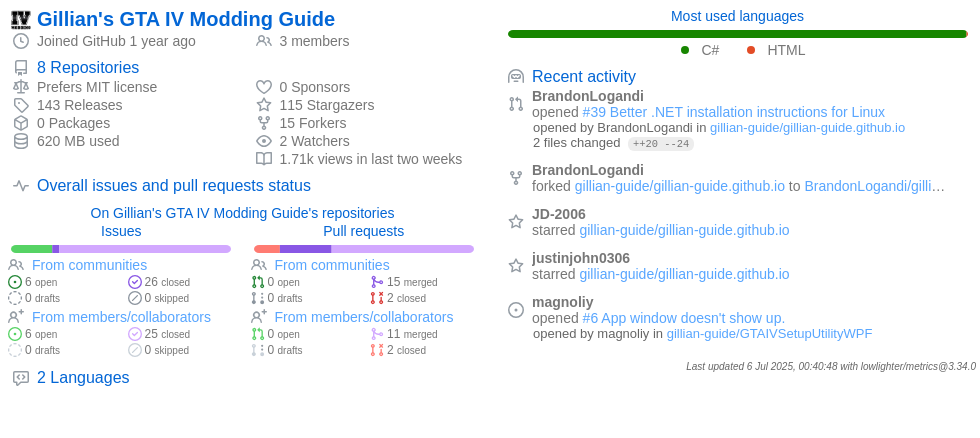 Gillian's GTA IV Modding Guide
Joined GitHub 1 year ago
3 members
8 Repositories
Prefers MIT license
143 Releases
0 Packages
620 MB used
0 Sponsors
115 Stargazers
15 Forkers
2 Watchers
1.71k views in last two weeks
Overall issues and pull requests status
On Gillian's GTA IV Modding Guide's repositories
Issues
From communities
6 open
26 closed
0 drafts
0 skipped
From members/collaborators
6 open
25 closed
0 drafts
0 skipped
Pull requests
From communities
0 open
15 merged
0 drafts
2 closed
From members/collaborators
0 open
11 merged
0 drafts
2 closed
2 Languages
Most used languages
C# HTML
Recent activity
BrandonLogandi
opened #39 Better .NET installation instructions for Linux
opened by BrandonLogandi in gillian-guide/gillian-guide.github.io
2 files changed ++20 --24
BrandonLogandi
forked gillian-guide/gillian-guide.github.io to BrandonLogandi/gilli…
JD-2006
starred gillian-guide/gillian-guide.github.io
justinjohn0306
starred gillian-guide/gillian-guide.github.io
magnoliy
opened #6 App window doesn't show up.
opened by magnoliy in gillian-guide/GTAIVSetupUtilityWPF
Last updated 6 Jul 2025, 00:40:48 with lowlighter/metrics@3.34.0